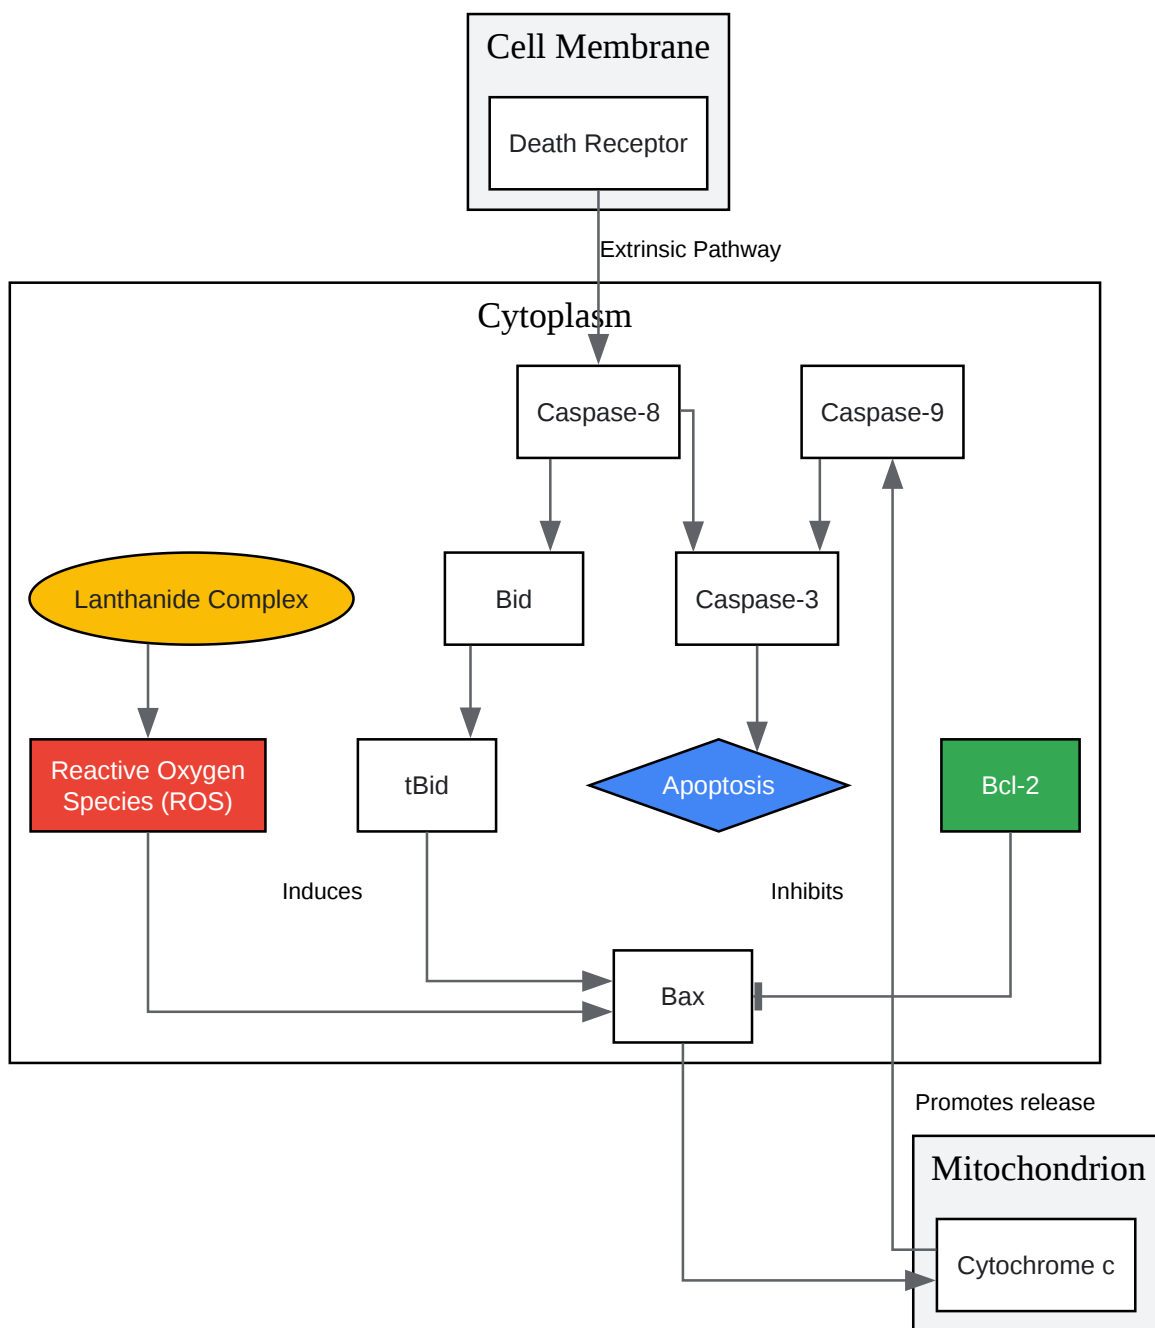 Cell Membrane
Death Receptor
Extrinsic Pathway
Cytoplasm
Caspase-8
Caspase-9
Lanthanide Complex
Bid
Caspase-3
Reactive Oxygen
Species (ROS)
tBid
Apoptosis
Bcl-2
Induces
Inhibits
Bax
Promotes release
Mitochondrion
Cytochrome c